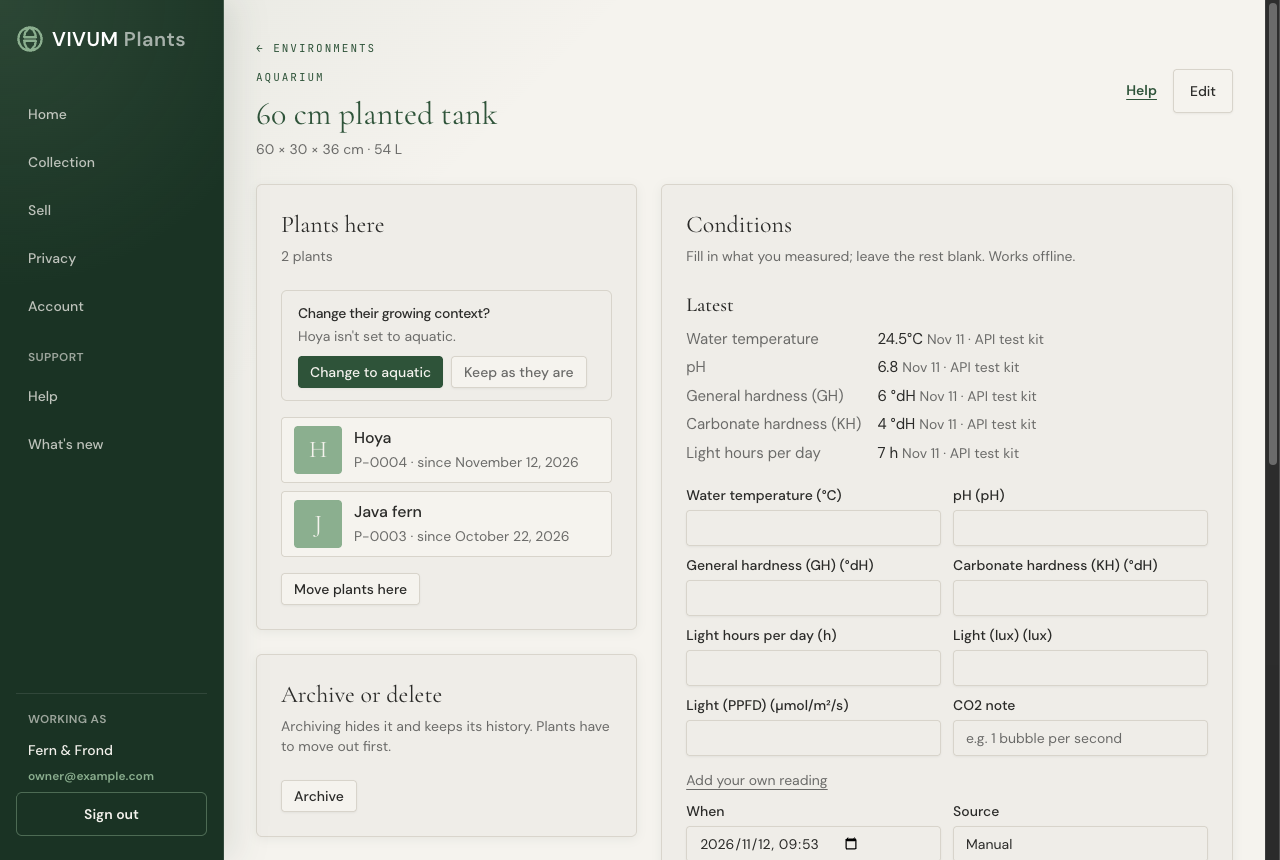 VIVUM Plants
Home
Collection
Sell
Privacy
Account
SUPPORT
Help
What's new
WORKING AS
Fern & Frond
owner@example.com
Sign out
← ENVIRONMENTS
AQUARIUM
60 cm planted tank
60 × 30 × 36 cm · 54 L
Help
Edit
Plants here
2 plants
Change their growing context?
Hoya isn't set to aquatic.
Change to aquatic
Keep as they are
H
Hoya
P-0004 · since November 12, 2026
J
Java fern
P-0003 · since October 22, 2026
Move plants here
Archive or delete
Archiving hides it and keeps its history. Plants have
to move out first.
Archive
Conditions
Fill in what you measured; leave the rest blank. Works offline.
Latest
Water temperature 24.5°C Nov 11 · API test kit
pH 6.8 Nov 11 · API test kit
General hardness (GH) 6 °dH Nov 11 · API test kit
Carbonate hardness (KH) 4 °dH Nov 11 · API test kit
Light hours per day 7 h Nov 11 · API test kit
Water temperature (°C)
pH (pH)
General hardness (GH) (°dH)
Carbonate hardness (KH) (°dH)
Light hours per day (h)
Light (lux) (lux)
Light (PPFD) (µmol/m²/s)
CO2 note
e.g. 1 bubble per second
Add your own reading
When
Source
2026/11/12, 09:53
Manual